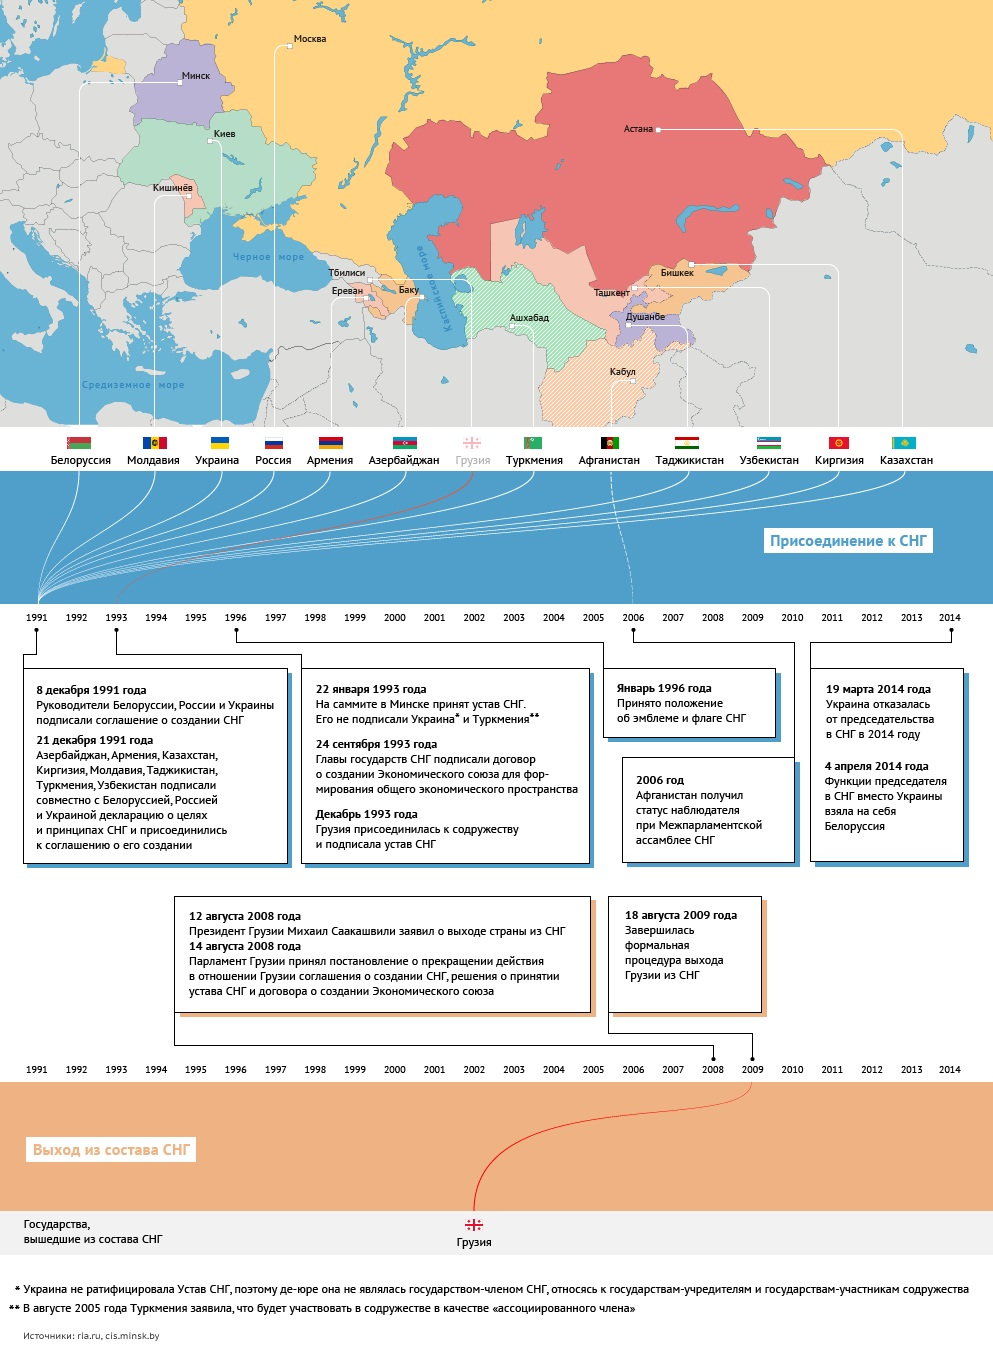 Москва
Минск
Астана
Киев
Кишинёв
Черное море
Каспийское море
Тбилиси
Бишкек
Ереван
Баку
Ташкент
Ашхабад
Душанбе
Кабул
Средиземное море
Белоруссия Молдавия Украина Россия Армения Азербайджан Грузия Туркмения Афганистан Таджикистан Узбекистан Киргизия Казахстан
Присоединение к СНГ
1991 1992 1993 1994 1995 1996 1997 1998 1999 2000 2001 2002 2003 2004 2005 2006 2007 2008 2009 2010 2011 2012 2013 2014
8 декабря 1991 года
Руководители Белоруссии, России и Украины
подписали соглашение о создании СНГ
21 декабря 1991 года
Азербайджан, Армения, Казахстан,
Киргизия, Молдавия, Таджикистан,
Туркмения, Узбекистан подписали
совместно с Белоруссией, Россией
и Украиной декларацию о целях
и принципах СНГ и присоединились
к соглашению о его создании
22 января 1993 года
На саммите в Минске принят устав СНГ.
Его не подписали Украина* и Туркмения**
24 сентября 1993 года
Главы государств СНГ подписали договор
о создании Экономического союза для фор-
мирования общего экономического пространства
Декабрь 1993 года
Грузия присоединилась к содружеству
и подписала устав СНГ
Январь 1996 года
Принято положение
об эмблеме и флаге СНГ
2006 год
Афганистан получил
статус наблюдателя
при Межпарламентской
ассамблее СНГ
19 марта 2014 года
Украина отказалась
от председательства
в СНГ в 2014 году
4 апреля 2014 года
Функции председателя
в СНГ вместо Украины
взяла на себя
Белоруссия
12 августа 2008 года
Президент Грузии Михаил Саакашвили заявил о выходе страны из СНГ
14 августа 2008 года
Парламент Грузии принял постановление о прекращении действия
в отношении Грузии соглашения о создании СНГ, решения о принятии
устава СНГ и договора о создании Экономического союза
18 августа 2009 года
Завершилась
формальная
процедура выхода
Грузии из СНГ
1991 1992 1993 1994 1995 1996 1997 1998 1999 2000 2001 2002 2003 2004 2005 2006 2007 2008 2009 2010 2011 2012 2013 2014
Выход из состава СНГ
Государства,
вышедшие из состава СНГ
Грузия
* Украина не ратифицировала Устав СНГ, поэтому де-юре она не являлась государством-членом СНГ, относясь к государствам-учредителям и государствам-участникам содружества
** В августе 2005 года Туркмения заявила, что будет участвовать в содружестве в качестве «ассоциированного члена»
Источники: ria.ru, cis.minsk.by